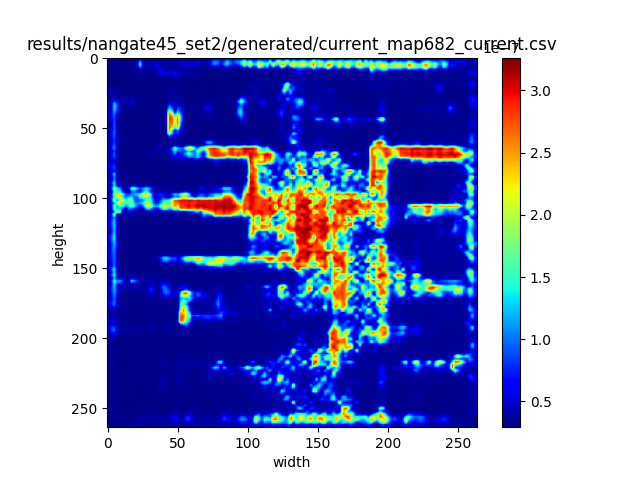 results/nangate45_set2/generated/current_map682_current.csv
1e−7
0
50
100
150
200
250
height
0 50 100 150 200 250
width
3.0
2.5
2.0
1.5
1.0
0.5